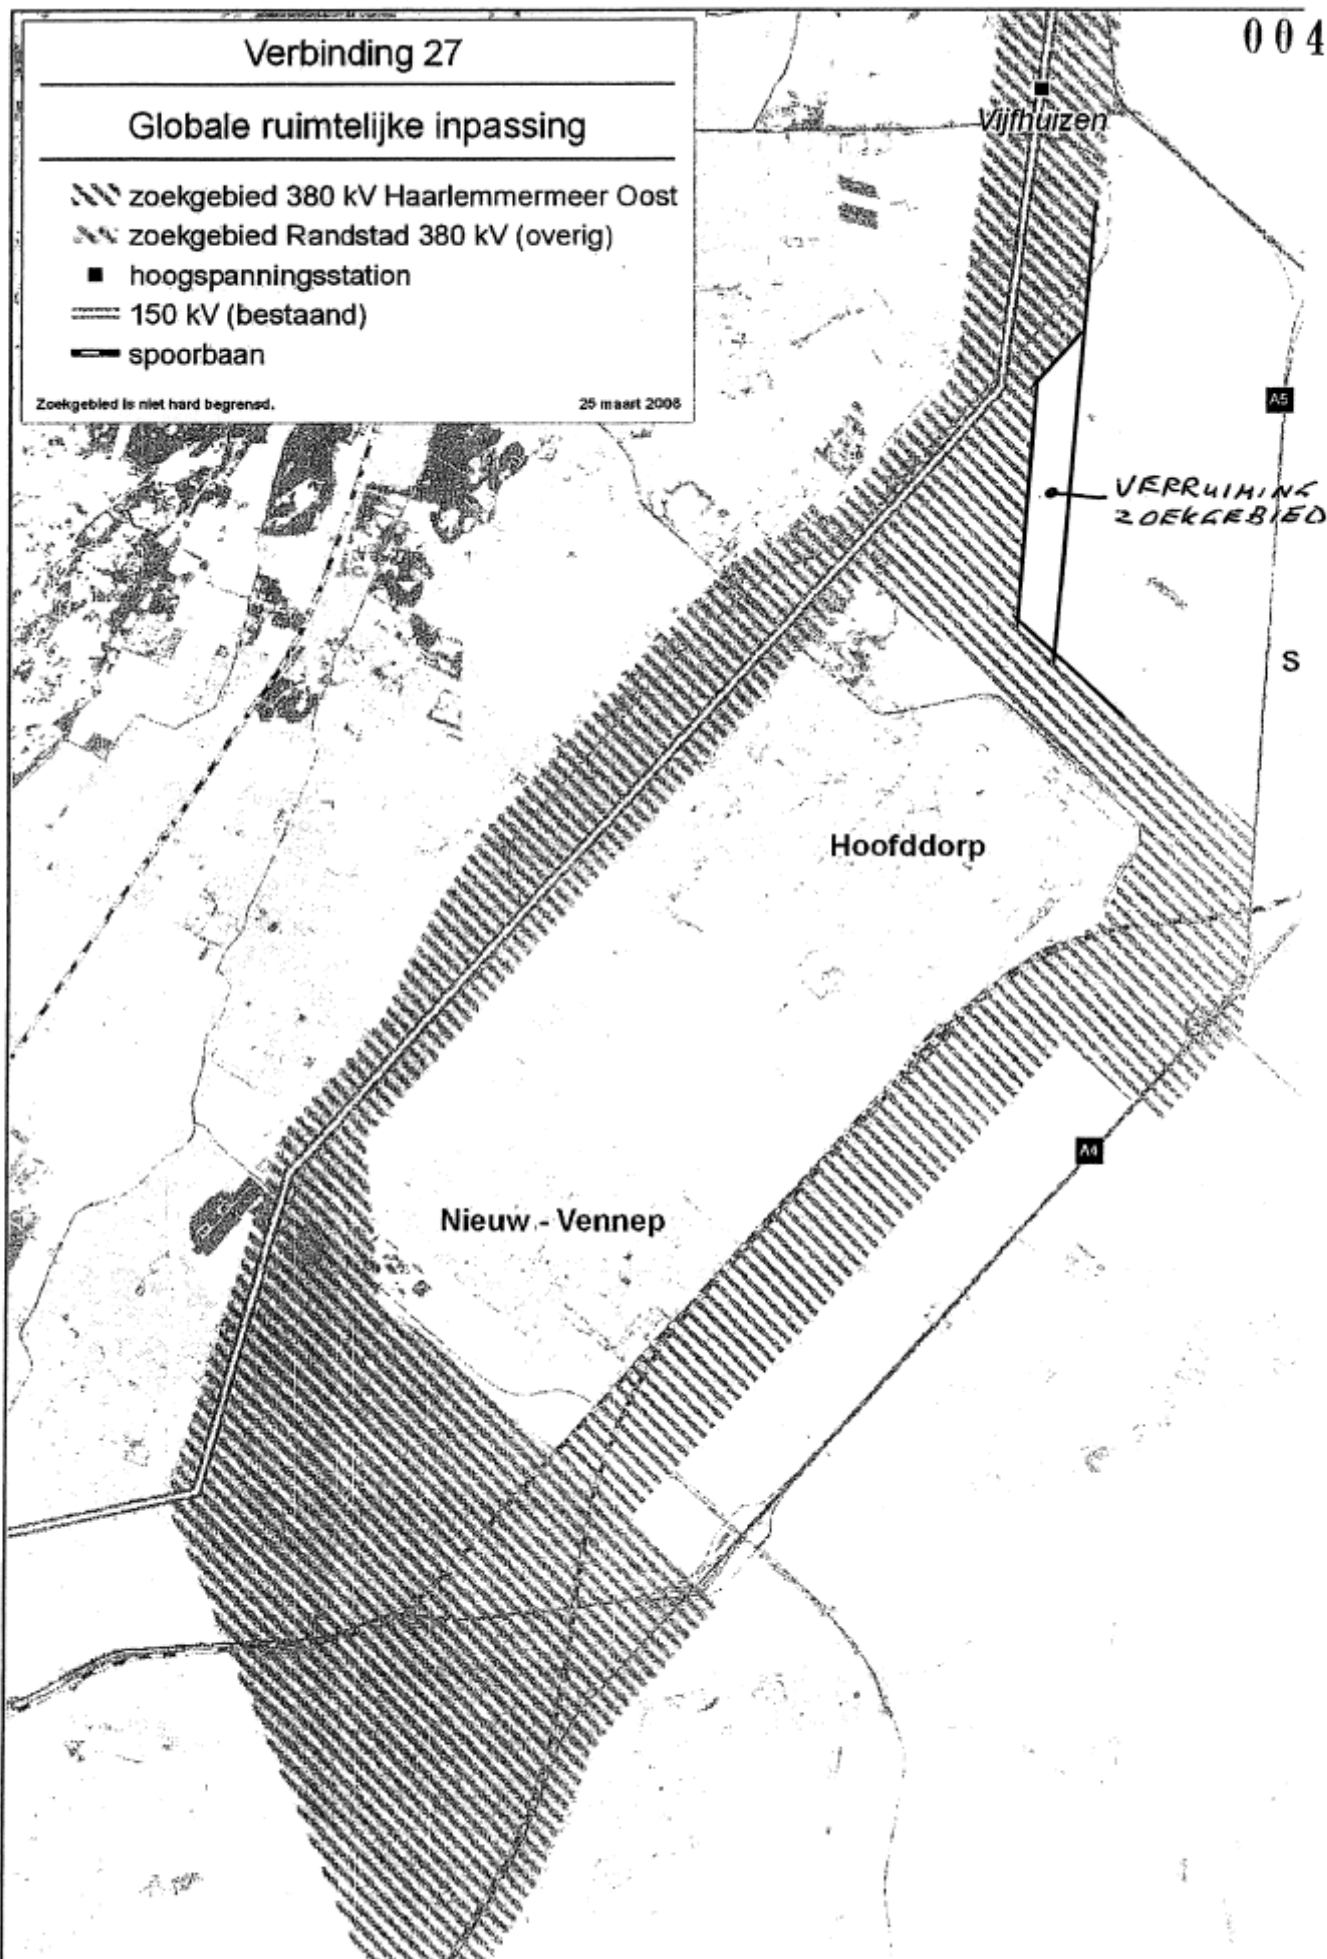 004
Verbinding 27
Globale ruimtelijke inpassing
zoekgebied 380 kV Haarlemmermeer Oost
zoekgebied Randstad 380 kV (overig)
hoogspanningsstation
150 kV (bestaand)
spoorbaan
Zoekgebied is niet hard begrensd.
25 maart 2008
Vijfhuizen
A5
VERRUIMING
ZOEKGEBIED
S
Hoofddorp
A4
Nieuw - Vennep